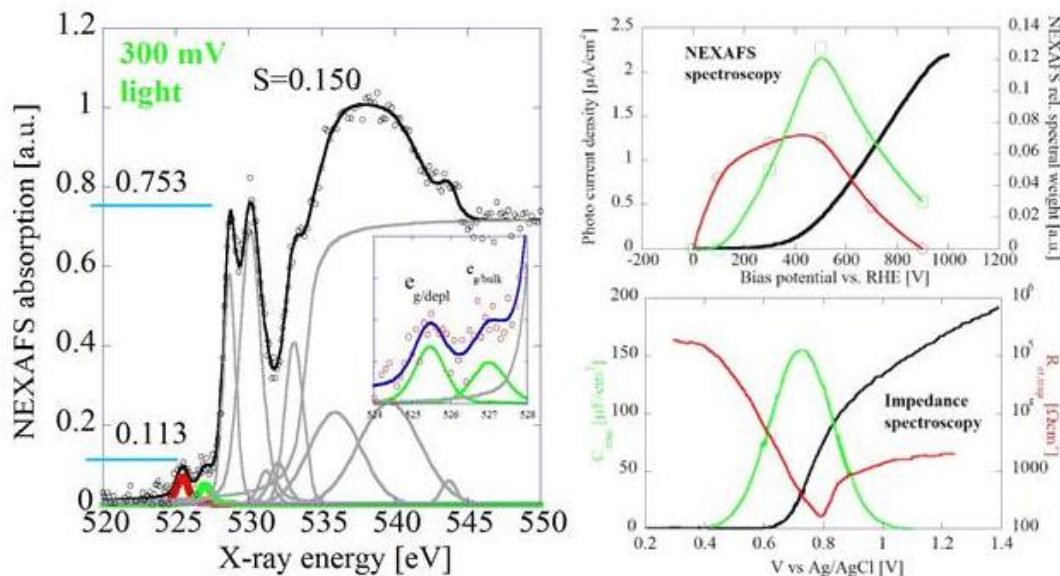 1.2
1
0.8
0.6
0.4
0.2
0
NEXAFS absorption [a.u.]
300 mV
light
S=0.150
0.753
0.113
520 525 530 535 540 545 550
X-ray energy [eV]
e
g/depl
e
g/bulk
524 525 526 527 528
2.5
2
1.5
1
0.5
0
Photo current density [µA/cm²]
NEXAFS
spectroscopy
0.14
0.12
0.10
0.08
0.06
0.04
0.02
0
NEXAFS rel. spectral weight [a.u.]
-200 0 200 400 600 800 1000 1200
Bias potential vs. RHE [V]
200
150
100
50
0
[µF/cm²]
Impedance
spectroscopy
10⁵
10⁴
1000
100
0.2 0.4 0.6 0.8 1 1.2 1.4
V vs Ag/AgCl [V]